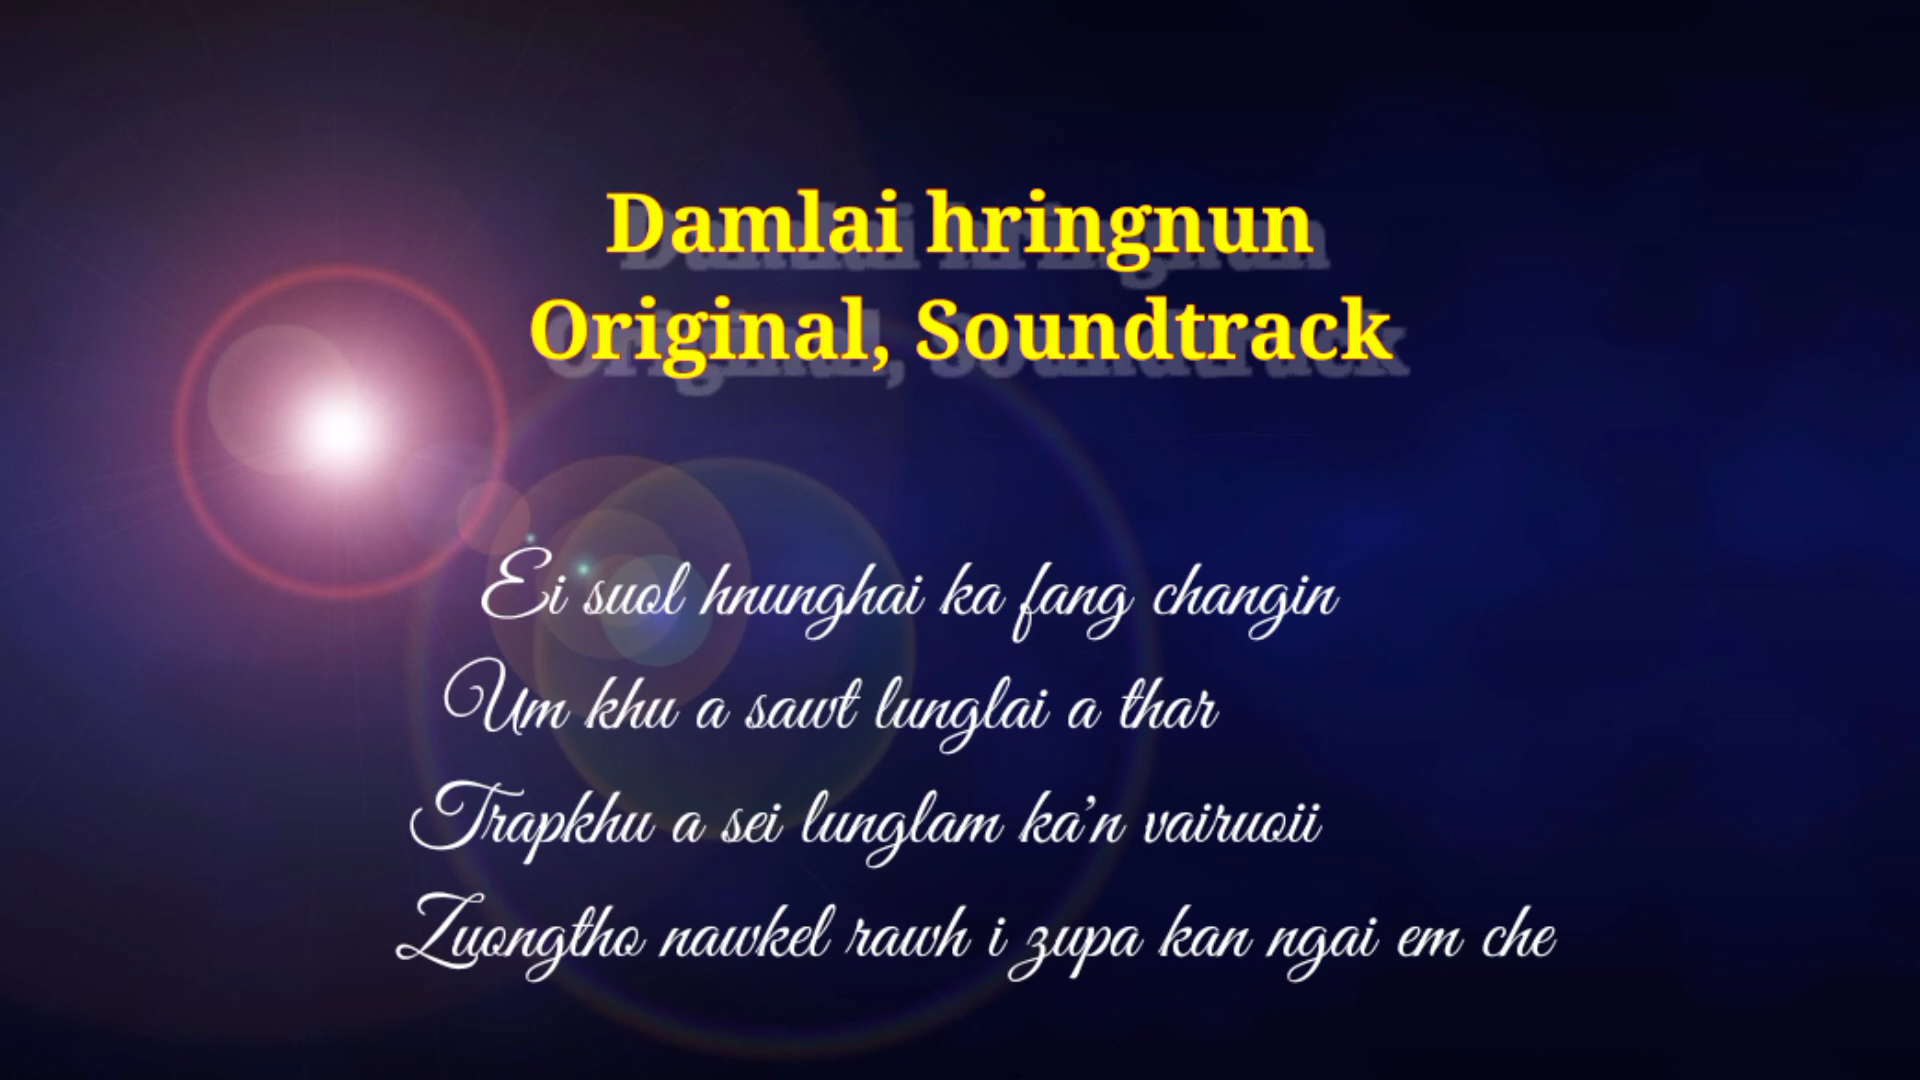 Damlai hringnun
Original, Soundtrack
Ei suol hnunghai ka fang changin
Um khu a sawt lunglai a thar
Trapkhu a sei lunglam ka'n vairuoii
Zuongtho nawkel rawh i zupa kan ngai em che